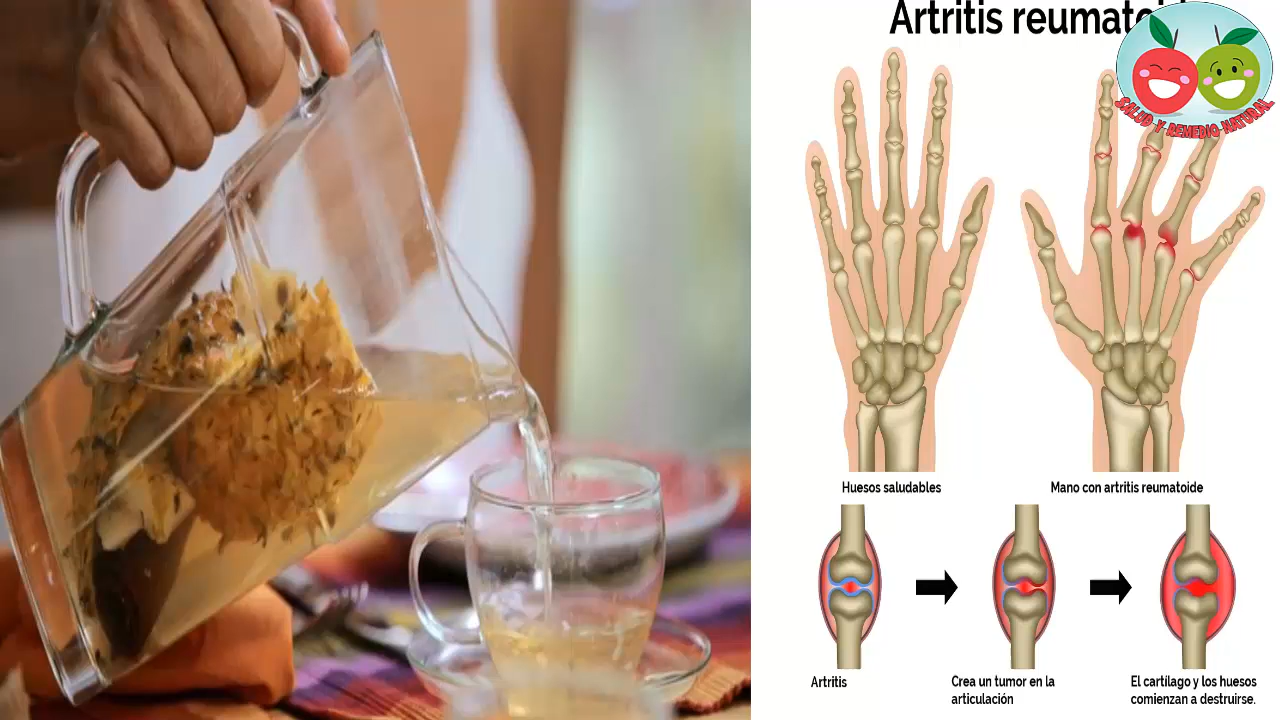 Artritis
SALUD Y REMEDIO NATURAL
Huesos saludables
Mano con artritis reumatoide
Artritis
Crea un tumor en la
articulación
El cartílago y los huesos
comienzan a destruirse.